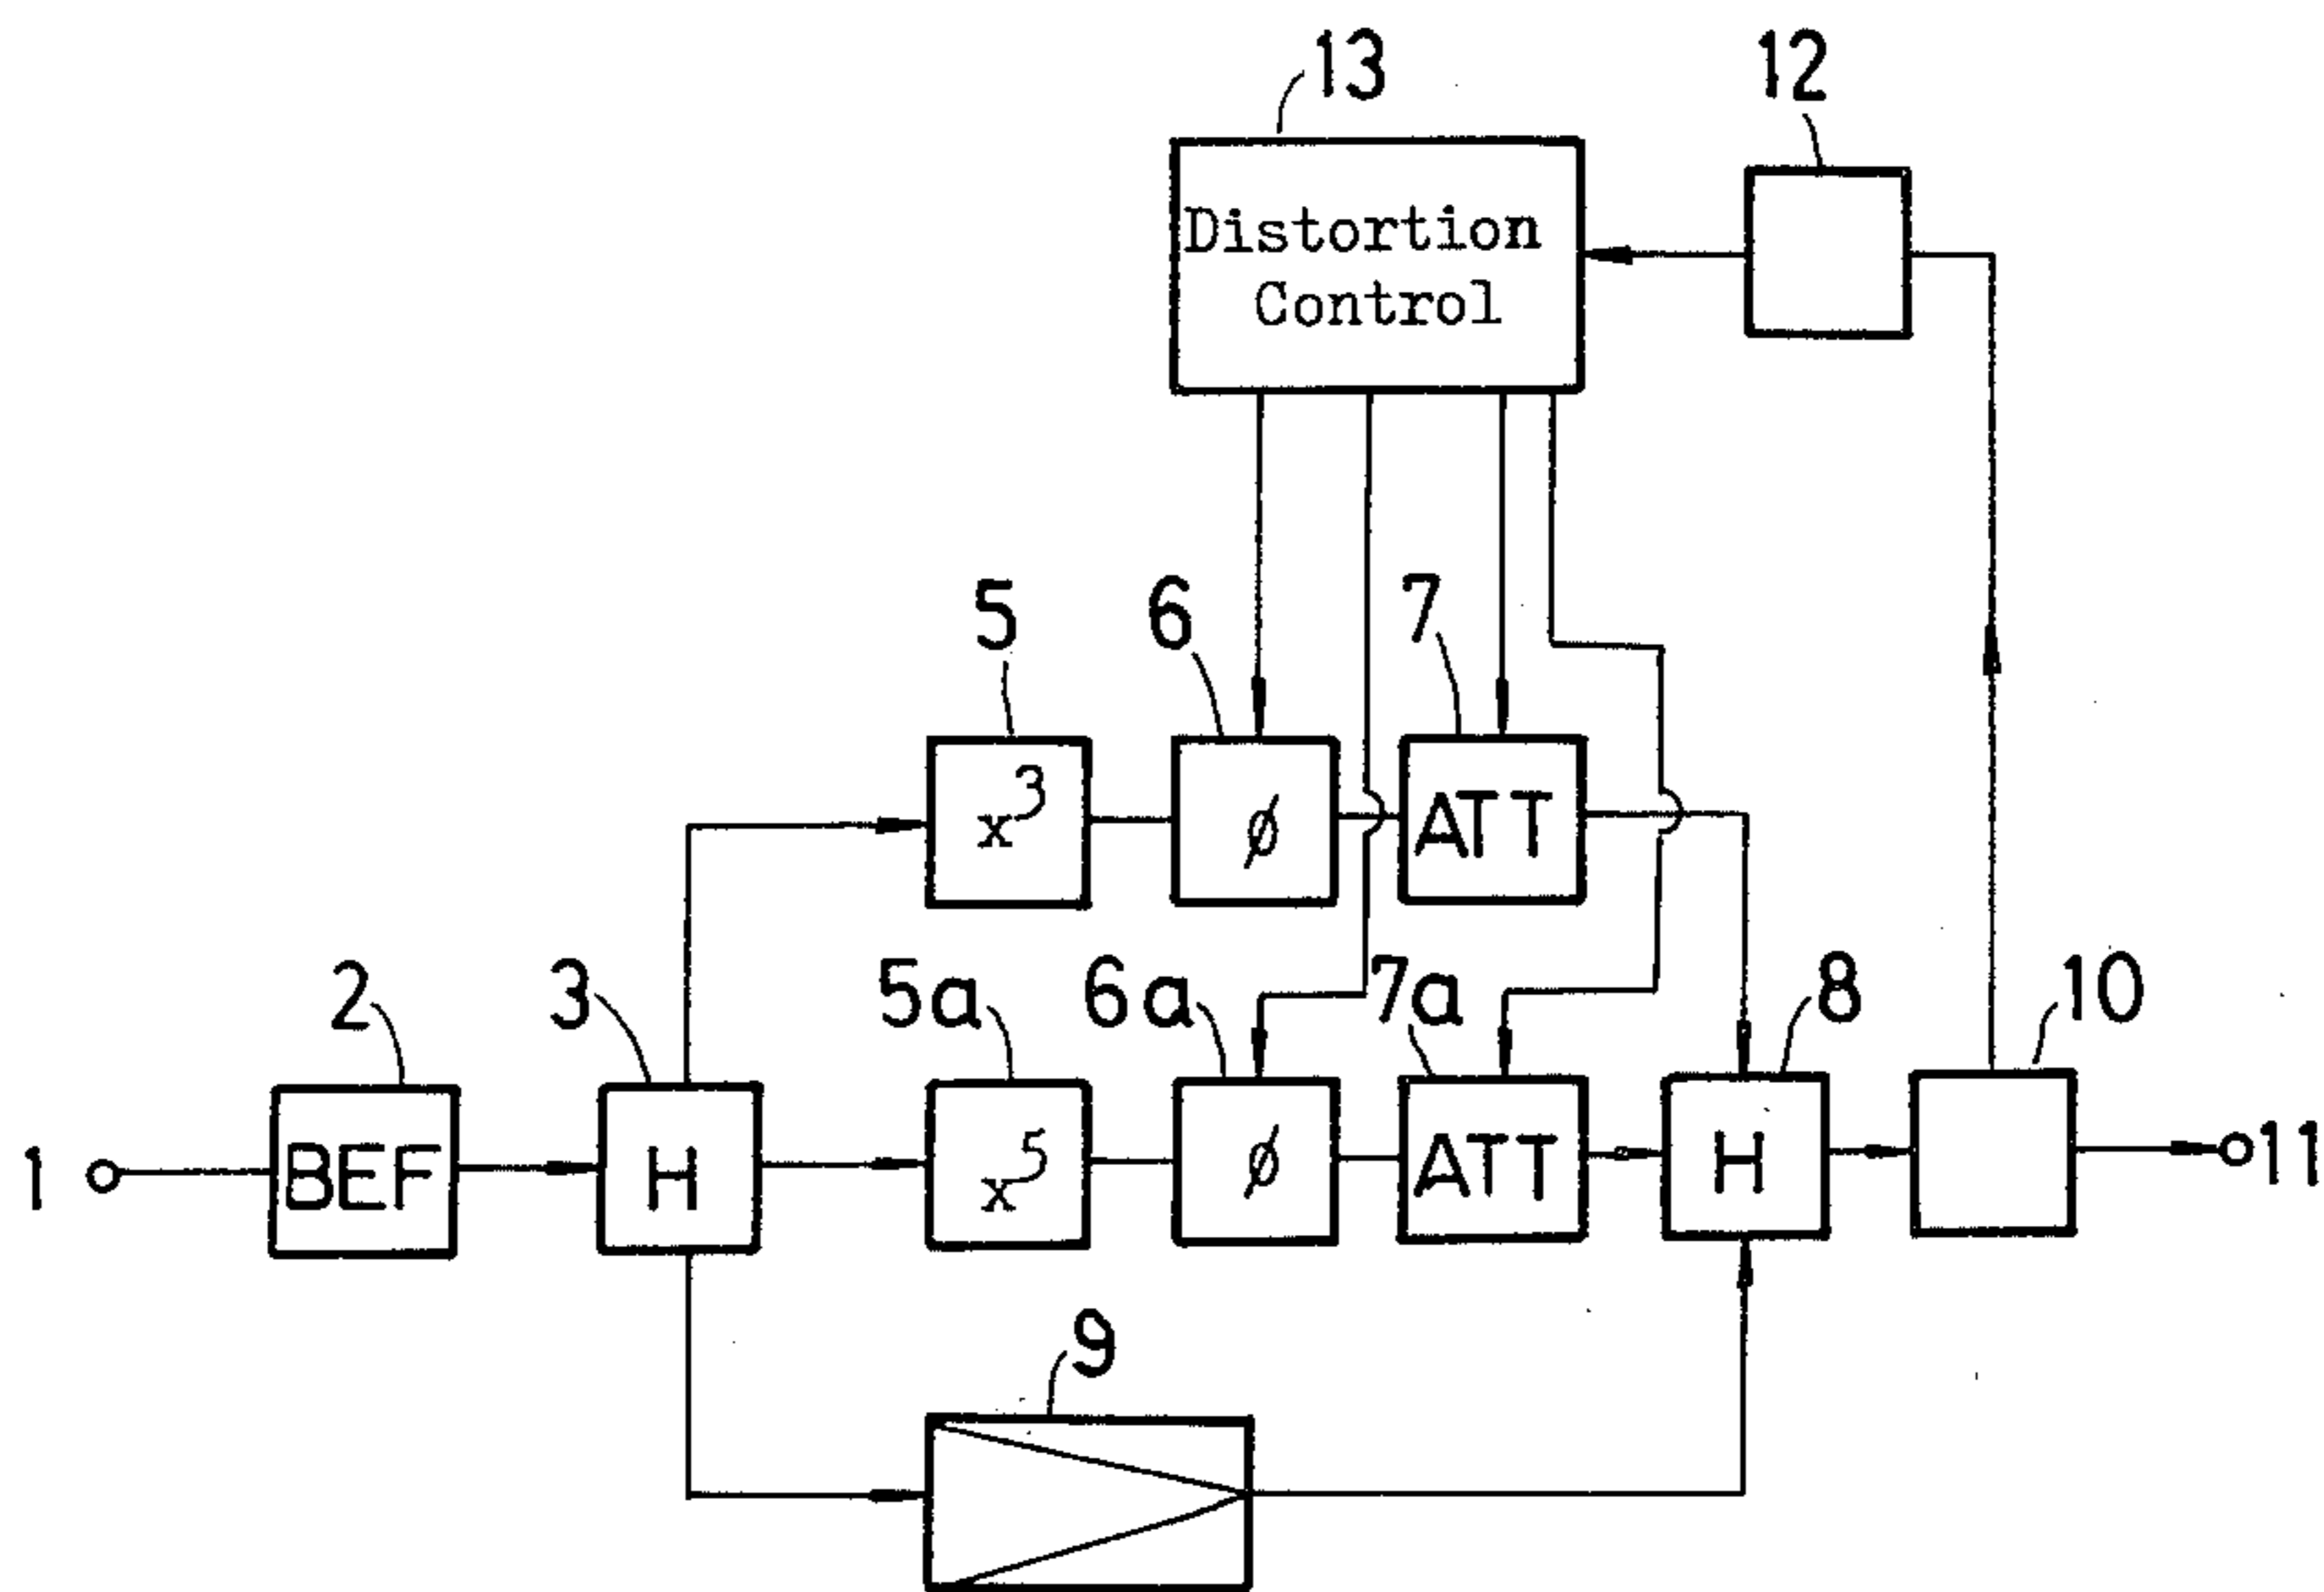 13
12
Distortion
Control
5
6
7
x³
ø
ATT
2
3
5a
6a
7a
8
10
1
BEF
H
x⁵
ø
ATT
H
11
9